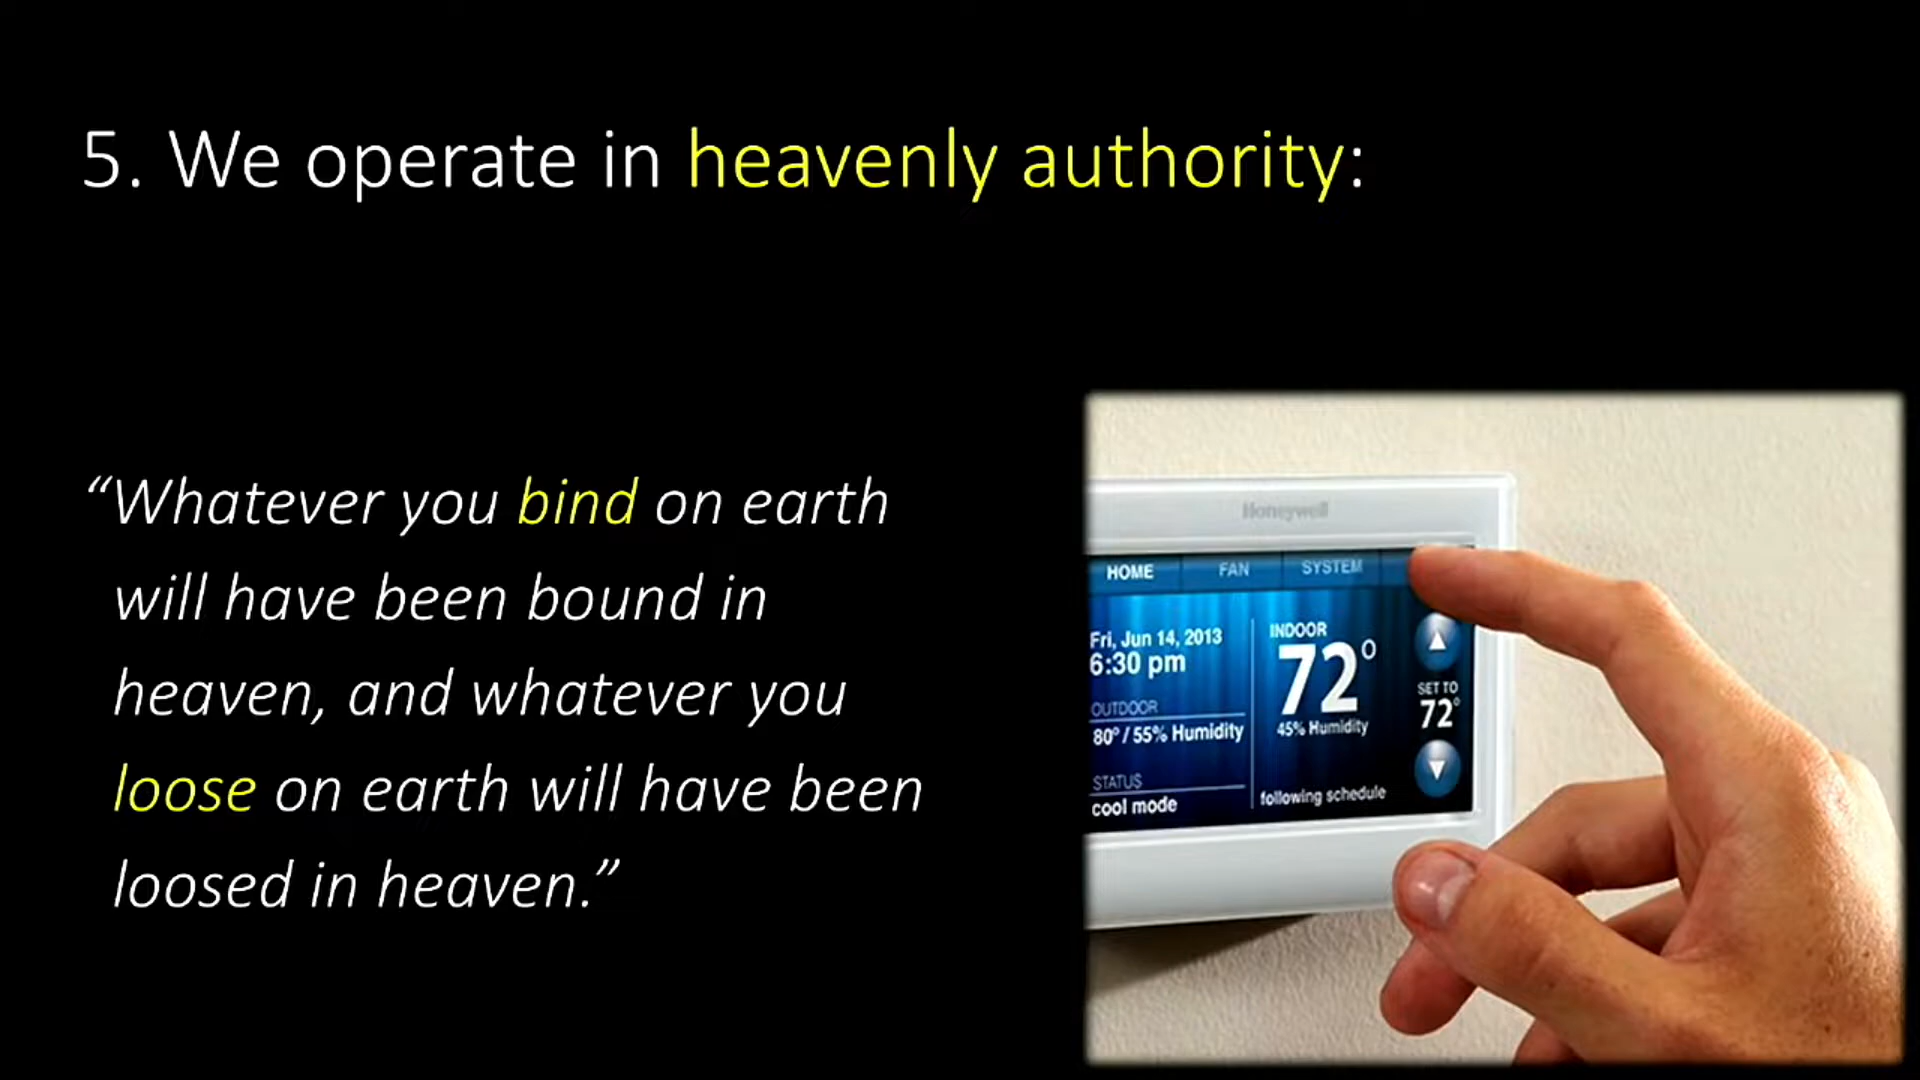 5. We operate in heavenly authority:
“Whatever you bind on earth
will have been bound in
heaven, and whatever you
loose on earth will have been
loosed in heaven.”
Honeywell
HOME FAN SYSTEM
Fri, Jun 14, 2013
6:30 pm
OUTDOOR
80° / 55% Humidity
STATUS
cool mode
INDOOR
72°
45% Humidity
following schedule
SET TO
72°